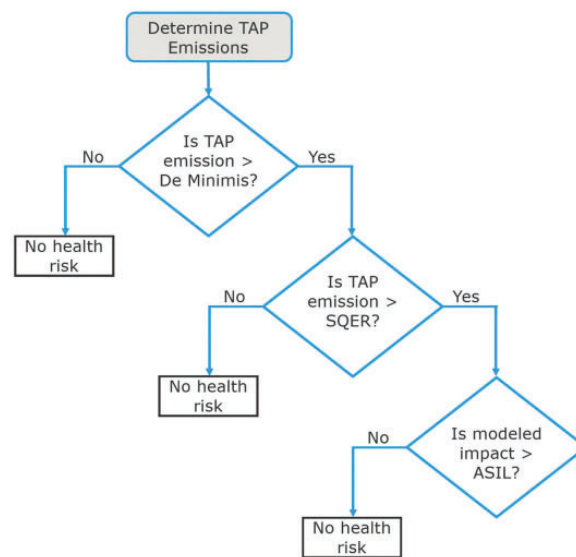 Determine TAP
Emissions
Is TAP
emission >
De Minimis?
No
Yes
No health
risk
Is TAP
emission >
SQER?
No
Yes
No health
risk
Is modeled
impact >
ASIL?
No
No health
risk